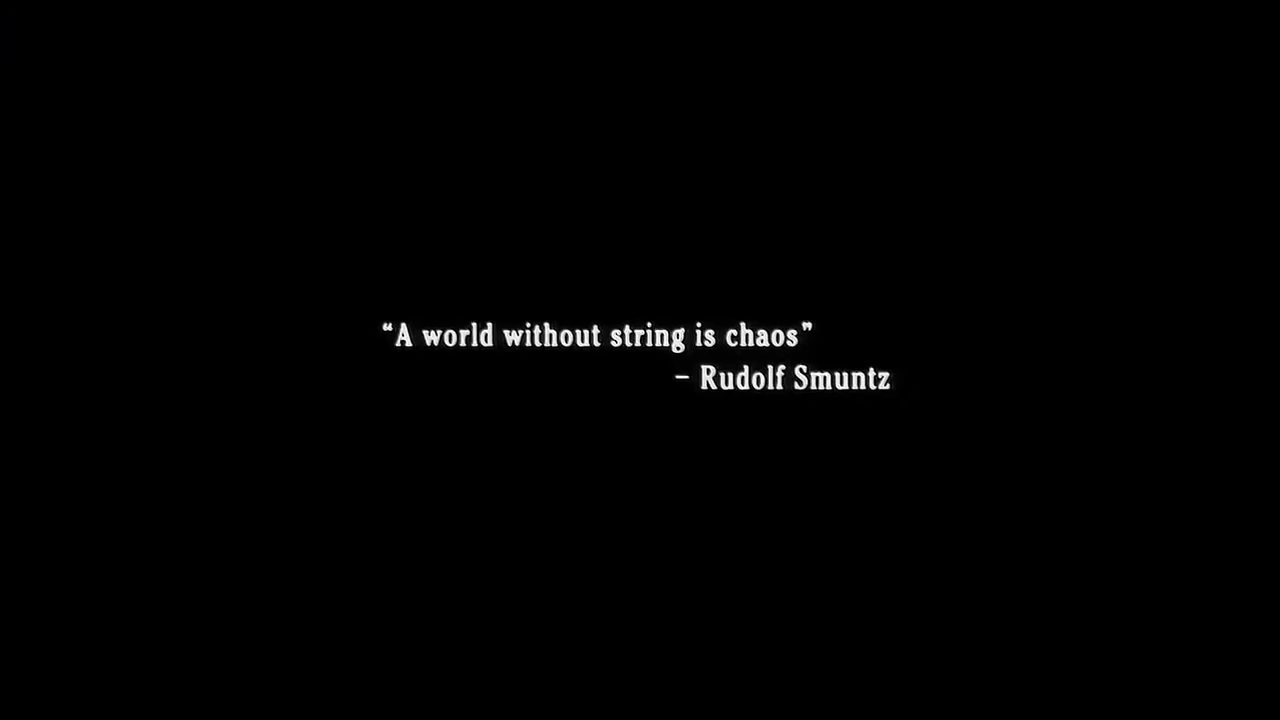 “A world without string is chaos”
– Rudolf Smuntz